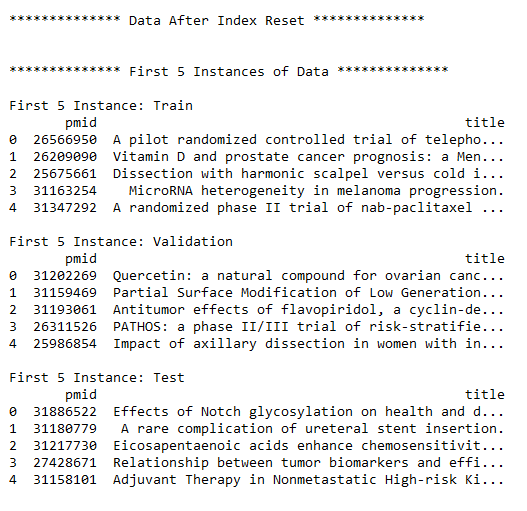 ************** Data After Index Reset **************
************** First 5 Instances of Data **************
First 5 Instance: Train
pmid title
0 26566950 A pilot randomized controlled trial of telepho...
1 26209090 Vitamin D and prostate cancer prognosis: a Men...
2 25675661 Dissection with harmonic scalpel versus cold i...
3 31163254 MicroRNA heterogeneity in melanoma progression.
4 31347292 A randomized phase II trial of nab-paclitaxel ...
First 5 Instance: Validation
pmid title
0 31202269 Quercetin: a natural compound for ovarian canc...
1 31159469 Partial Surface Modification of Low Generation...
2 31193061 Antitumor effects of flavopiridol, a cyclin-de...
3 26311526 PATHOS: a phase II/III trial of risk-stratifie...
4 25986854 Impact of axillary dissection in women with in...
First 5 Instance: Test
pmid title
0 31886522 Effects of Notch glycosylation on health and d...
1 31180779 A rare complication of ureteral stent insertion.
2 31217730 Eicosapentaenoic acids enhance chemosensitivit...
3 27428671 Relationship between tumor biomarkers and effi...
4 31158101 Adjuvant Therapy in Nonmetastatic High-risk Ki...